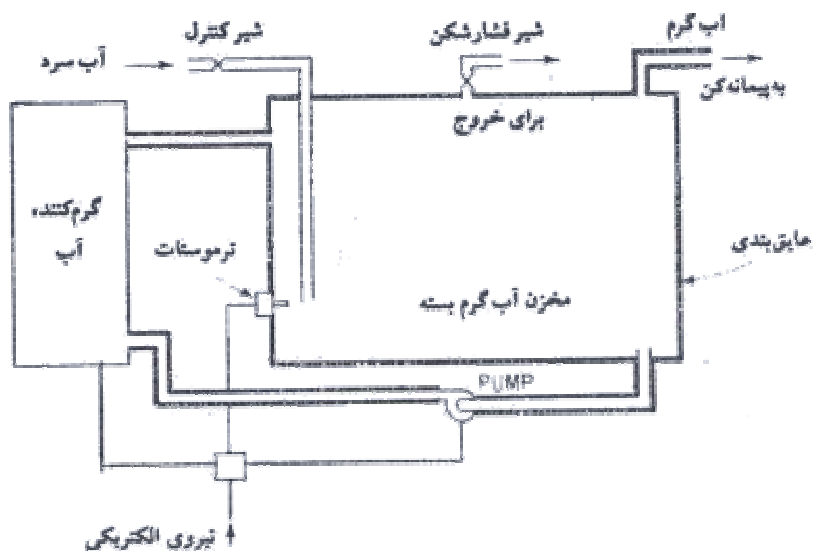 شیر کنترل
آب سرد
شیر فشارشکن
برای خروج
آب گرم
به پیمانه‌کن
گرم‌کننده
آب
ترموستات
عایق‌بندی
مخزن آب گرم بسته
PUMP
نیروی الکتریکی